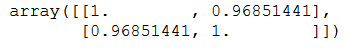 array([[1.        , 0.96851441],
       [0.96851441, 1.        ]])